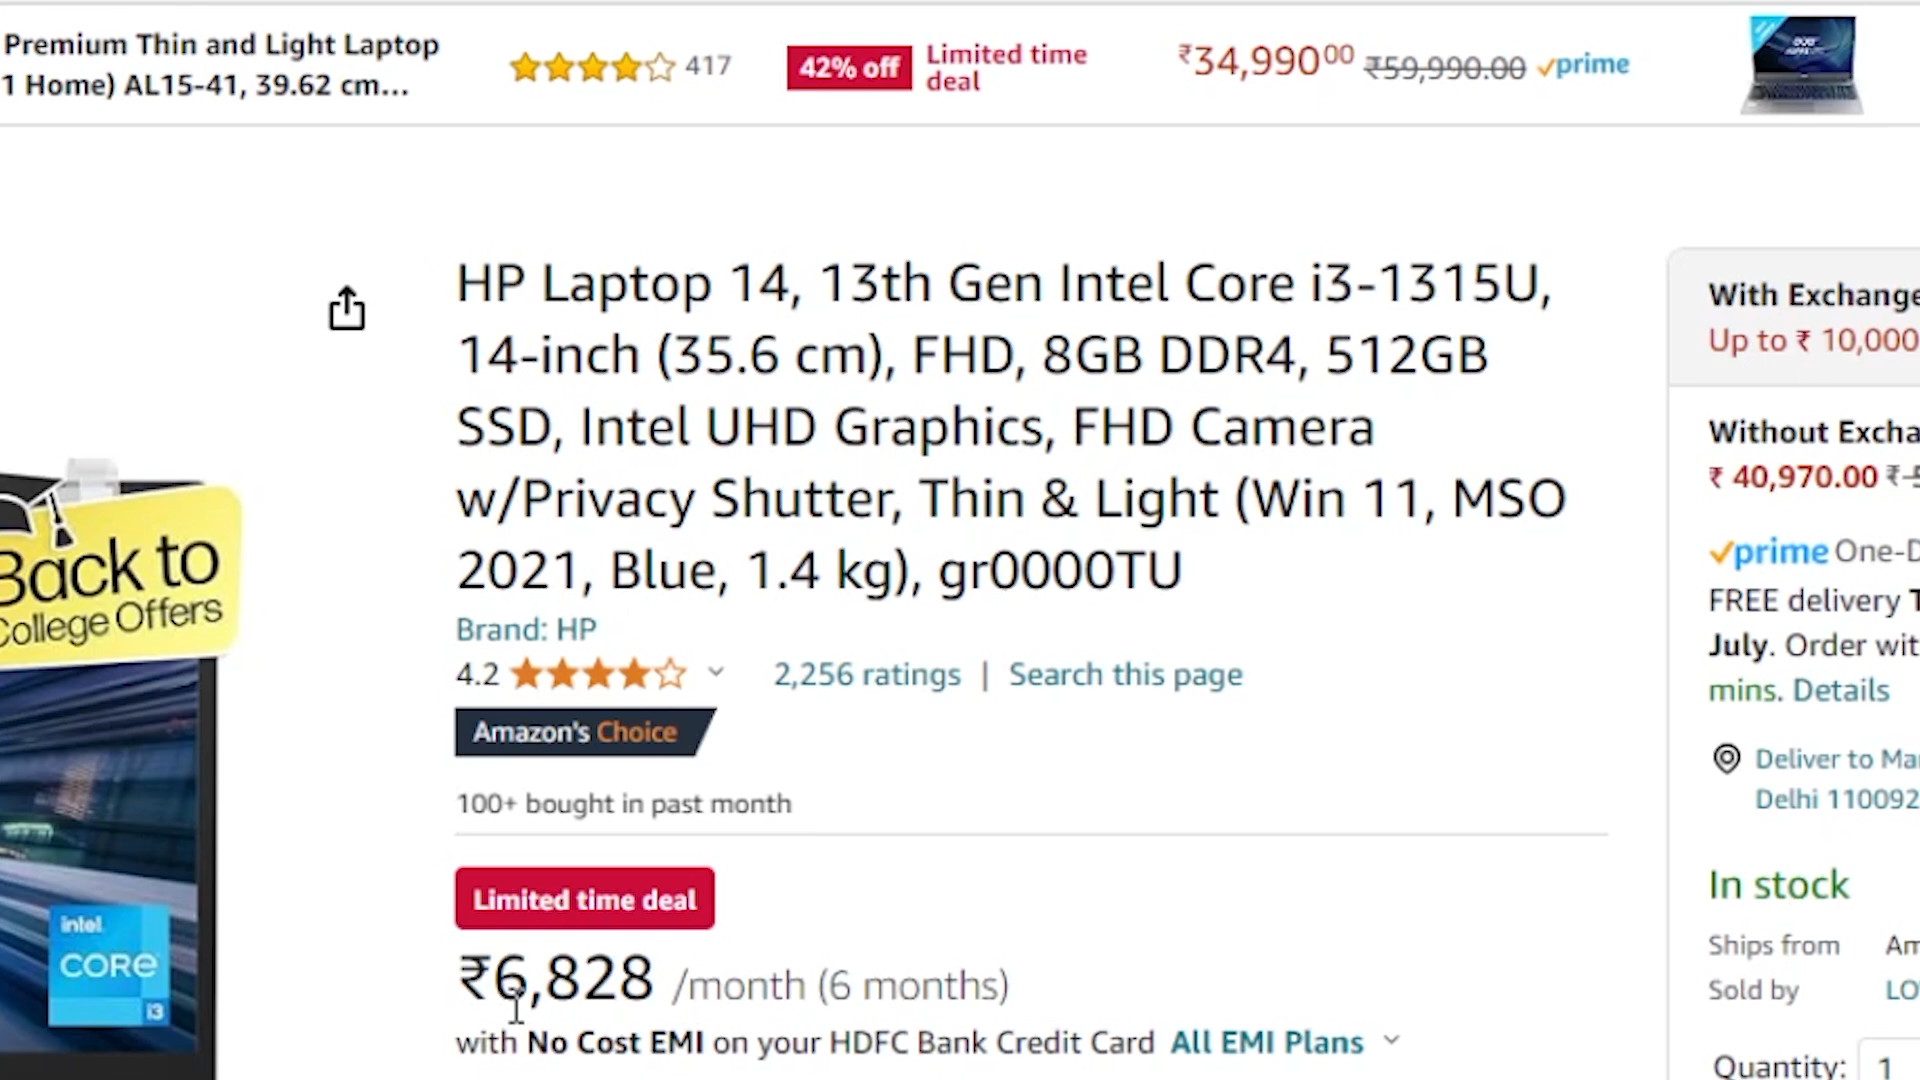 Premium Thin and Light Laptop
1 Home) AL15-41, 39.62 cm...
417
42% off
Limited time
deal
₹34,99000 ₹59,990.00 prime
HP Laptop 14, 13th Gen Intel Core i3-1315U,
14-inch (35.6 cm), FHD, 8GB DDR4, 512GB
SSD, Intel UHD Graphics, FHD Camera
w/Privacy Shutter, Thin & Light (Win 11, MSO
2021, Blue, 1.4 kg), gr0000TU
Brand: HP
4.2
2,256 ratings | Search this page
Amazon's Choice
100+ bought in past month
Limited time deal
₹6,828 /month (6 months)
with No Cost EMI on your HDFC Bank Credit Card All EMI Plans
Back to
College Offers
intel
CORE
i3
With Exchange
Up to ₹ 10,000
Without Excha
₹ 40,970.00 ₹
prime One-D
FREE delivery T
July. Order wit
mins. Details
Deliver to Ma
Delhi 110092
In stock
Ships from Am
Sold by LO
Quantity: 1